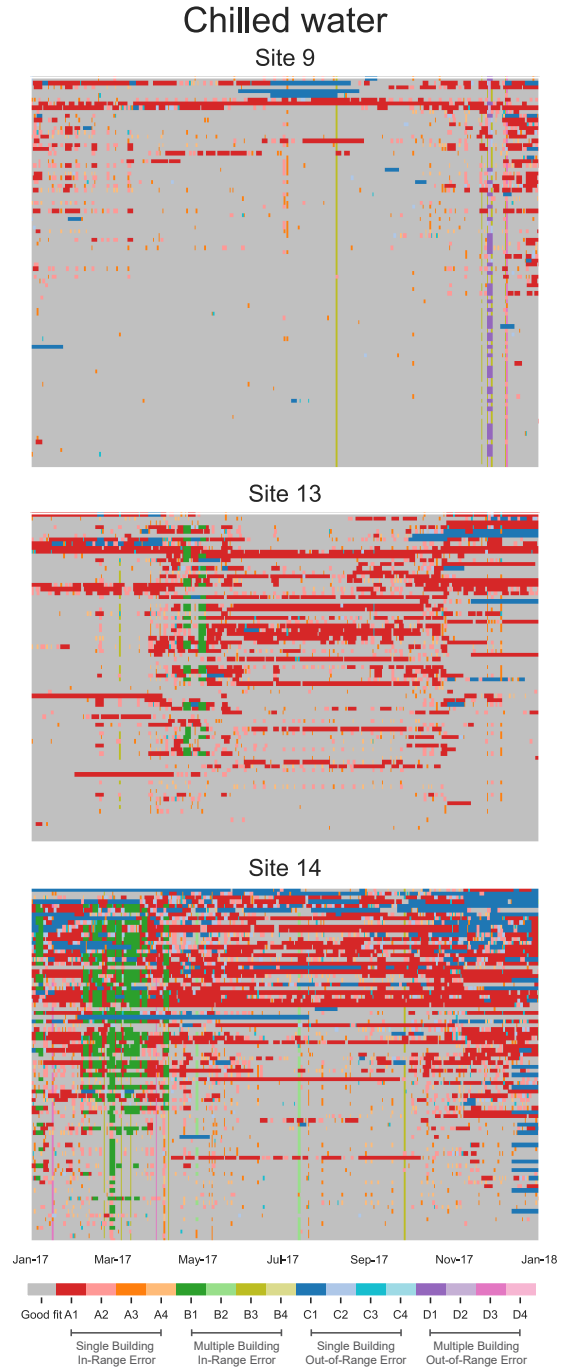 Chilled water
Site 9
Site 13
Site 14
Jan-17 Mar-17 May-17 Jul-17 Sep-17 Nov-17 Jan-18
Good fit A1 A2 A3 A4 B1 B2 B3 B4 C1 C2 C3 C4 D1 D2 D3 D4
Single Building Multiple Building Single Building Multiple Building
In-Range Error In-Range Error Out-of-Range Error Out-of-Range Error